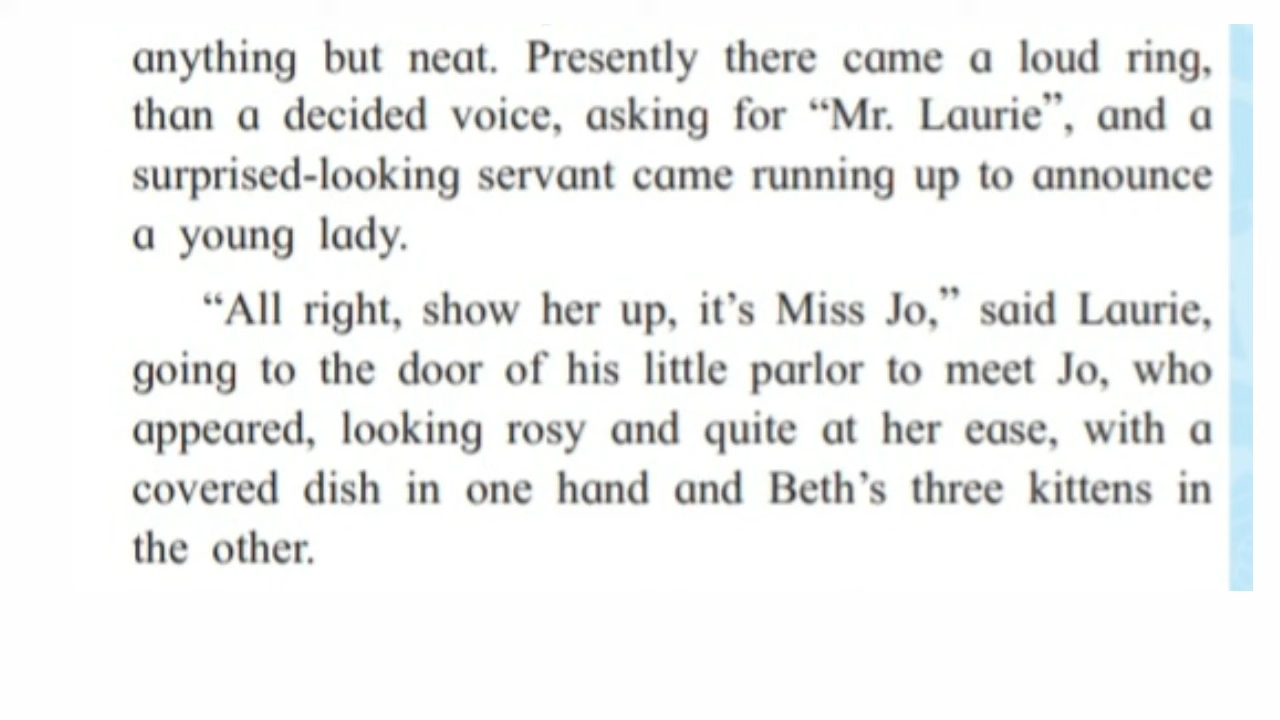 anything but neat. Presently there came a loud ring,
than a decided voice, asking for “Mr. Laurie”, and a
surprised-looking servant came running up to announce
a young lady.
“All right, show her up, it’s Miss Jo,” said Laurie,
going to the door of his little parlor to meet Jo, who
appeared, looking rosy and quite at her ease, with a
covered dish in one hand and Beth’s three kittens in
the other.